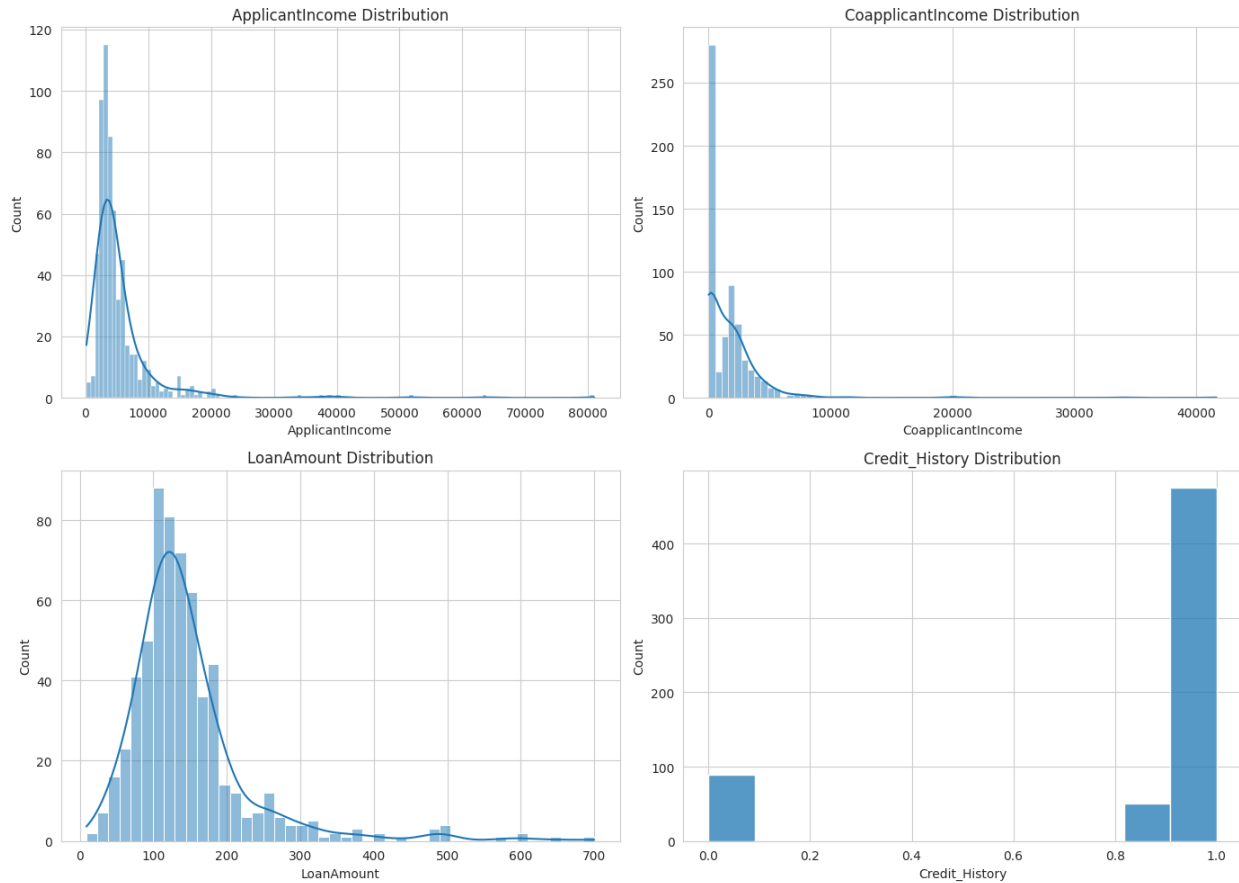 ApplicantIncome Distribution
120
100
80
60
40
20
0
Count
0 10000 20000 30000 40000 50000 60000 70000 80000
ApplicantIncome
CoapplicantIncome Distribution
250
200
150
100
50
0
Count
0 10000 20000 30000 40000
CoapplicantIncome
LoanAmount Distribution
80
60
40
20
0
Count
0 100 200 300 400 500 600 700
LoanAmount
Credit_History Distribution
400
300
200
100
0
Count
0.0 0.2 0.4 0.6 0.8 1.0
Credit_History